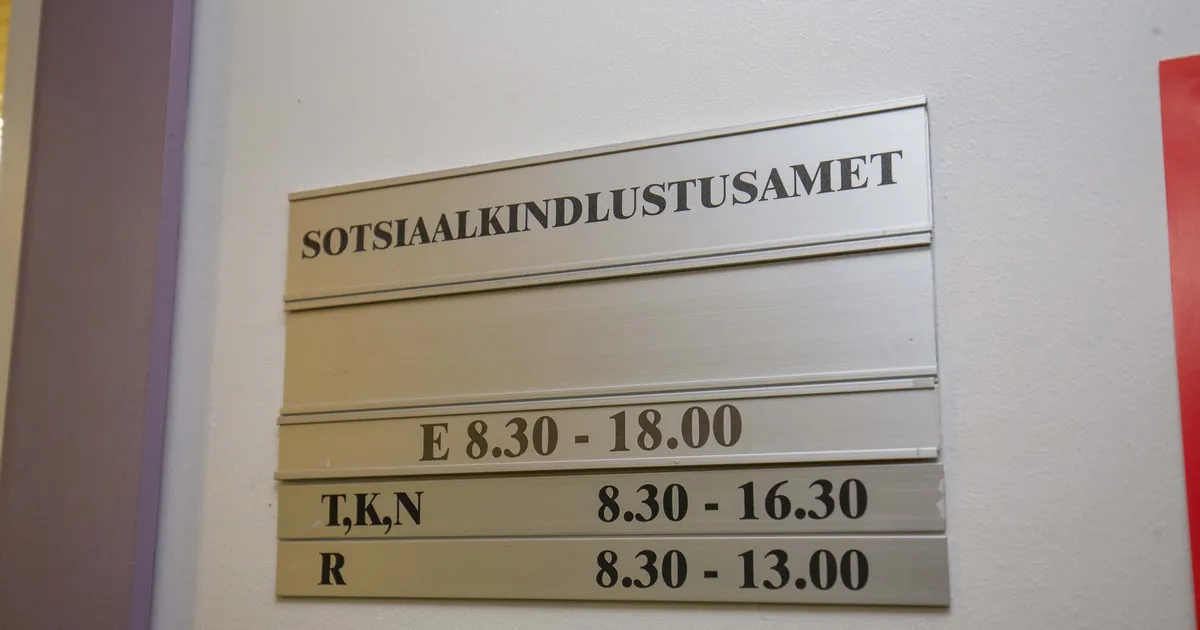 SOTSIAALKINDLUSTUSAMET
E 8.30 - 18.00
T,K,N 8.30 - 16.30
R 8.30 - 13.00